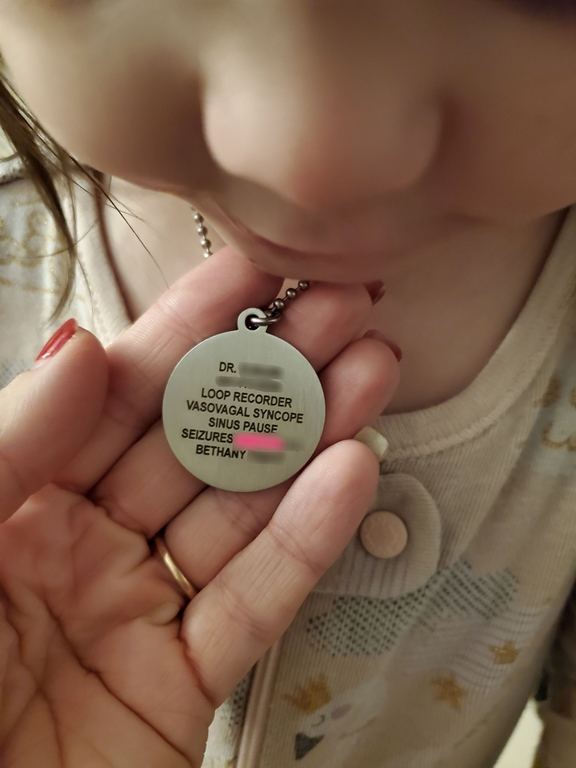 DR.
LOOP RECORDER
VASOVAGAL SYNCOPE
SINUS PAUSE
SEIZURES
BETHANY